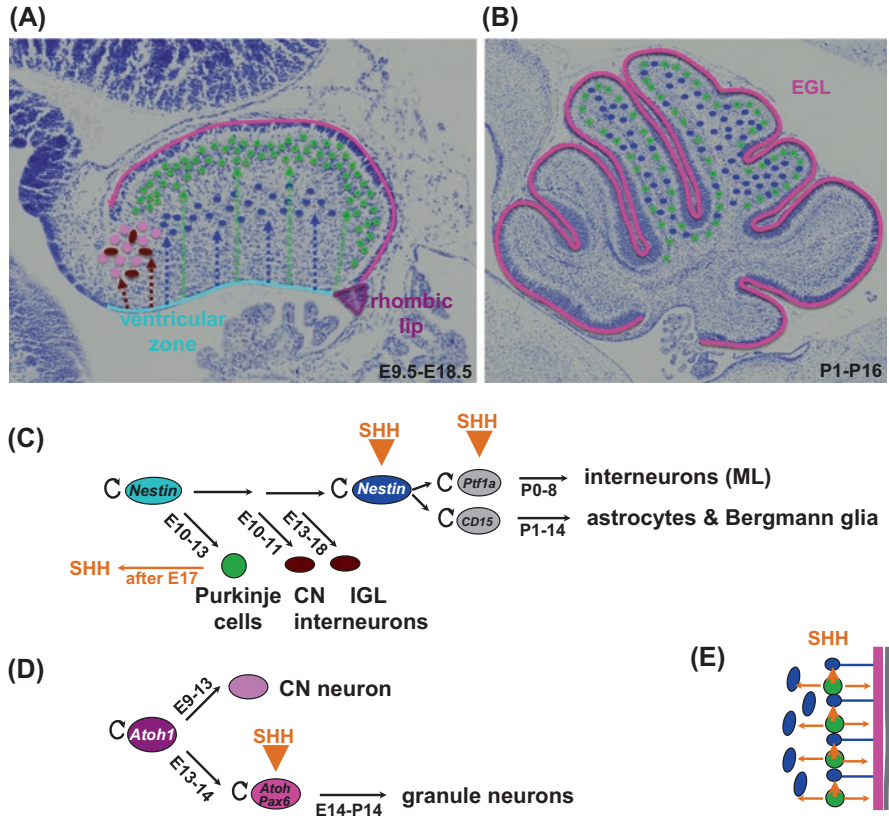 (A)
(B)
EGL
ventricular
zone
rhombic
lip
E9.5-E18.5
P1-P16
(C)
SHH
SHH
Nestin
Nestin
Ptf1a
P0-8
interneurons (ML)
CD15
P1-14
astrocytes & Bergmann glia
E10-13
E10-11
E13-18
SHH
after E17
Purkinje
cells
CN
IGL
interneurons
(D)
E9-13
CN neuron
Atoh1
SHH
E13-14
Atoh
Pax6
E14-P14
granule neurons
(E)
SHH